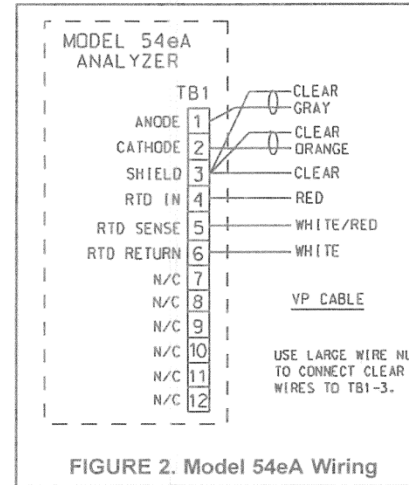 MODEL 54eA
ANALYZER
TB1
ANODE 1 CLEAR
GRAY
CATHODE 2 CLEAR
ORANGE
SHIELD 3 CLEAR
RTD IN 4 RED
RTD SENSE 5 WHITE/RED
RTD RETURN 6 WHITE
N/C 7
N/C 8
N/C 9
N/C 10
N/C 11
N/C 12
VP CABLE
USE LARGE WIRE
TO CONNECT CLEAR
WIRES TO TB1-3.
FIGURE 2. Model 54eA Wiring